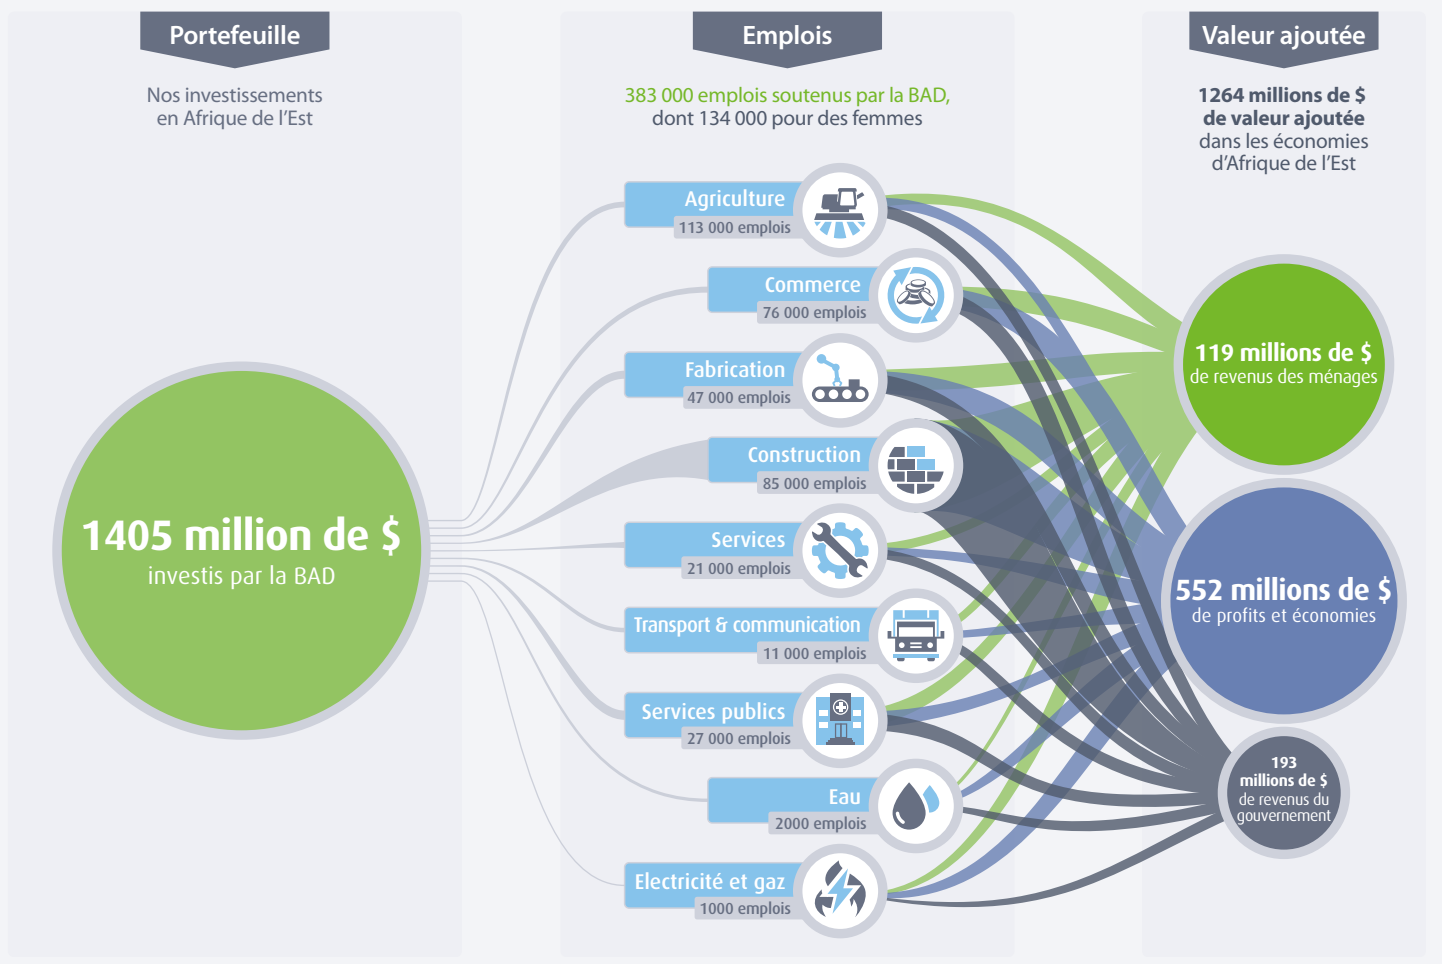 Portefeuille
Nos investissements
en Afrique de l'Est
1405 million de $
investis par la BAD
Emplois
383 000 emplois soutenus par la BAD,
dont 134 000 pour des femmes
Agriculture
113 000 emplois
Commerce
76 000 emplois
Fabrication
47 000 emplois
Construction
85 000 emplois
Services
21 000 emplois
Transport & communication
11 000 emplois
Services publics
27 000 emplois
Eau
2000 emplois
Electricité et gaz
1000 emplois
Valeur ajoutée
1264 millions de $
de valeur ajoutée
dans les économies
d'Afrique de l'Est
119 millions de $
de revenus des ménages
552 millions de $
de profits et économies
193
millions de $
de revenus du
gouvernement